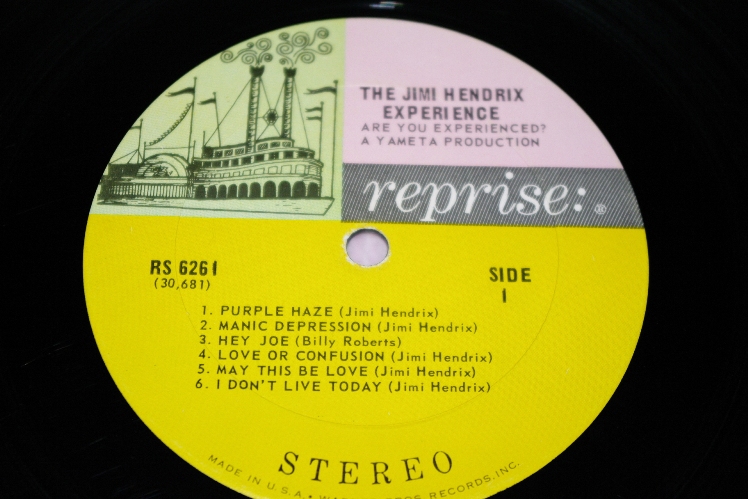 THE JIMI HENDRIX
EXPERIENCE
ARE YOU EXPERIENCED?
A YAMETA PRODUCTION
reprise: ®
RS 6261
(30,681)
SIDE
1
1. PURPLE HAZE (Jimi Hendrix)
2. MANIC DEPRESSION (Jimi Hendrix)
3. HEY JOE (Billy Roberts)
4. LOVE OR CONFUSION (Jimi Hendrix)
5. MAY THIS BE LOVE (Jimi Hendrix)
6. I DON'T LIVE TODAY (Jimi Hendrix)
STEREO
MADE IN U.S.A. • RECORDS, INC.